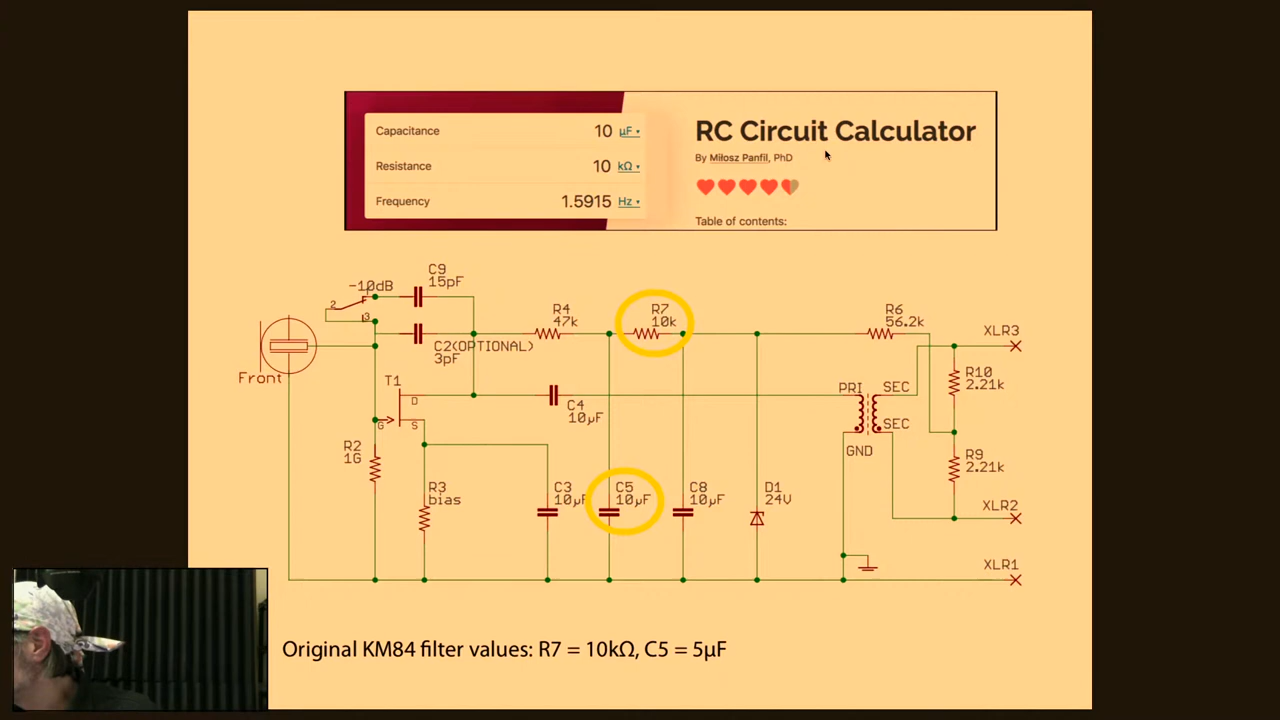 Capacitance 10 µF
RC Circuit Calculator
By Miłosz Panfil, PhD
Resistance 10 kΩ
Frequency 1.5915 Hz
Table of contents:
C9
15pF
-10dB
2
3
C2(OPTIONAL)
3pF
R4
47k
R7
10k
R6
56.2k
XLR3
Front
T1
D
G S
C4
10µF
PRI SEC
SEC
GND
R10
2.21k
R2
1G
R9
2.21k
R3
bias
C3
10µF
C5
10µF
C8
10µF
D1
24V
XLR2
XLR1
Original KM84 filter values: R7 = 10kΩ, C5 = 5µF